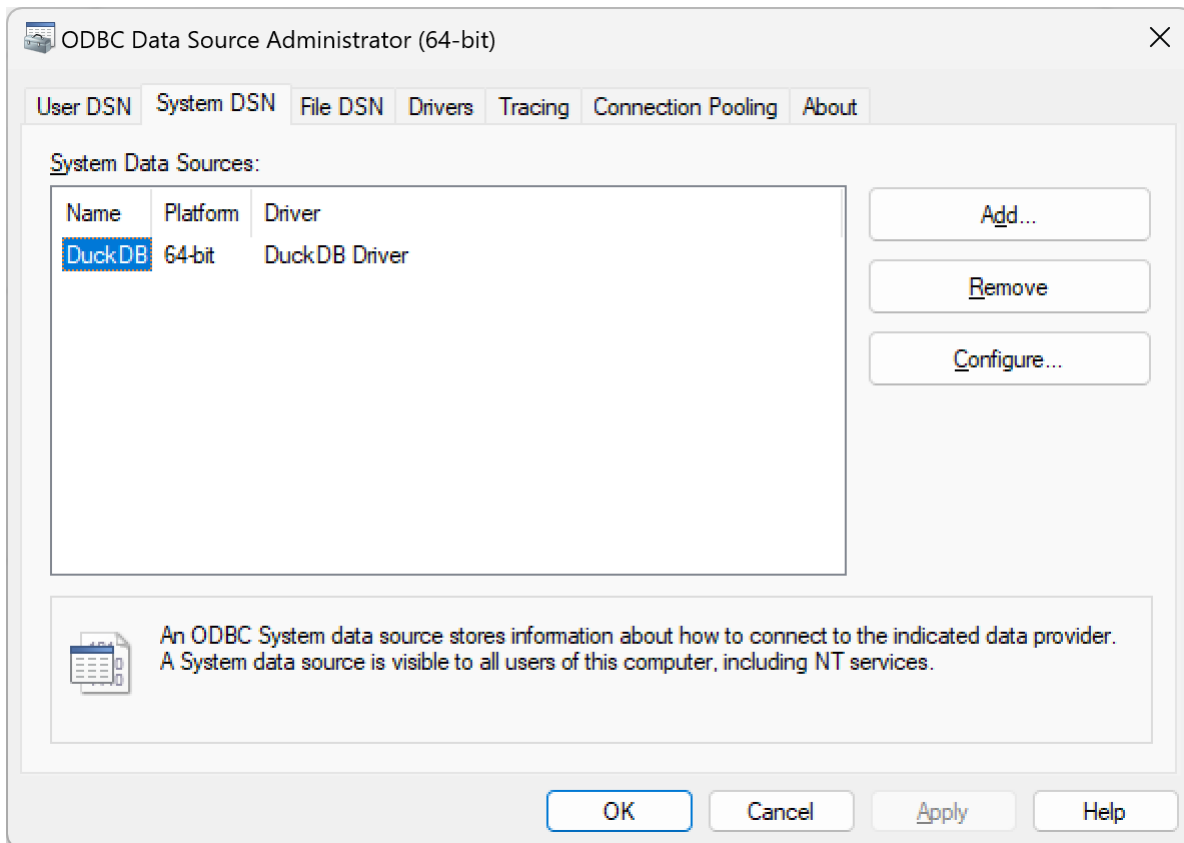 ODBC Data Source Administrator (64-bit)
User DSN System DSN File DSN Drivers Tracing Connection Pooling About
System Data Sources:
Name Platform Driver
DuckDB 64-bit DuckDB Driver
Add...
Remove
Configure...
An ODBC System data source stores information about how to connect to the indicated data provider.
A System data source is visible to all users of this computer, including NT services.
OK Cancel Apply Help